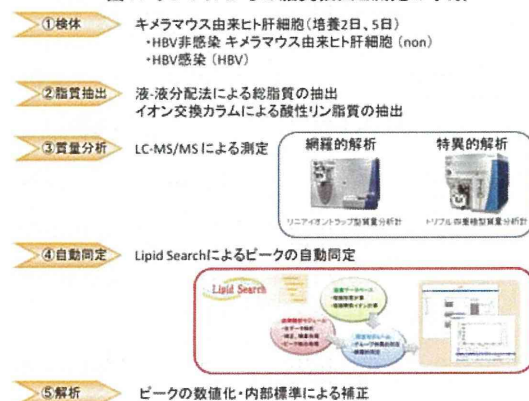 ①検体
キメラマウス由来ヒト肝細胞(培養2日、5日)
・HBV非感染 キメラマウス由来ヒト肝細胞 (non)
・HBV感染 (HBV)
②脂質抽出
液-液分配法による総脂質の抽出
イオン交換カラムによる酸性リン脂質の抽出
③質量分析
LC-MS/MSによる測定
網羅的解析
特異的解析
リニアイオントラップ型質量分析計
トリプル四重極型質量分析計
④自動同定
Lipid Searchによるピークの自動同定
Lipid Search
⑤解析
ピークの数値化・内部標準による補正